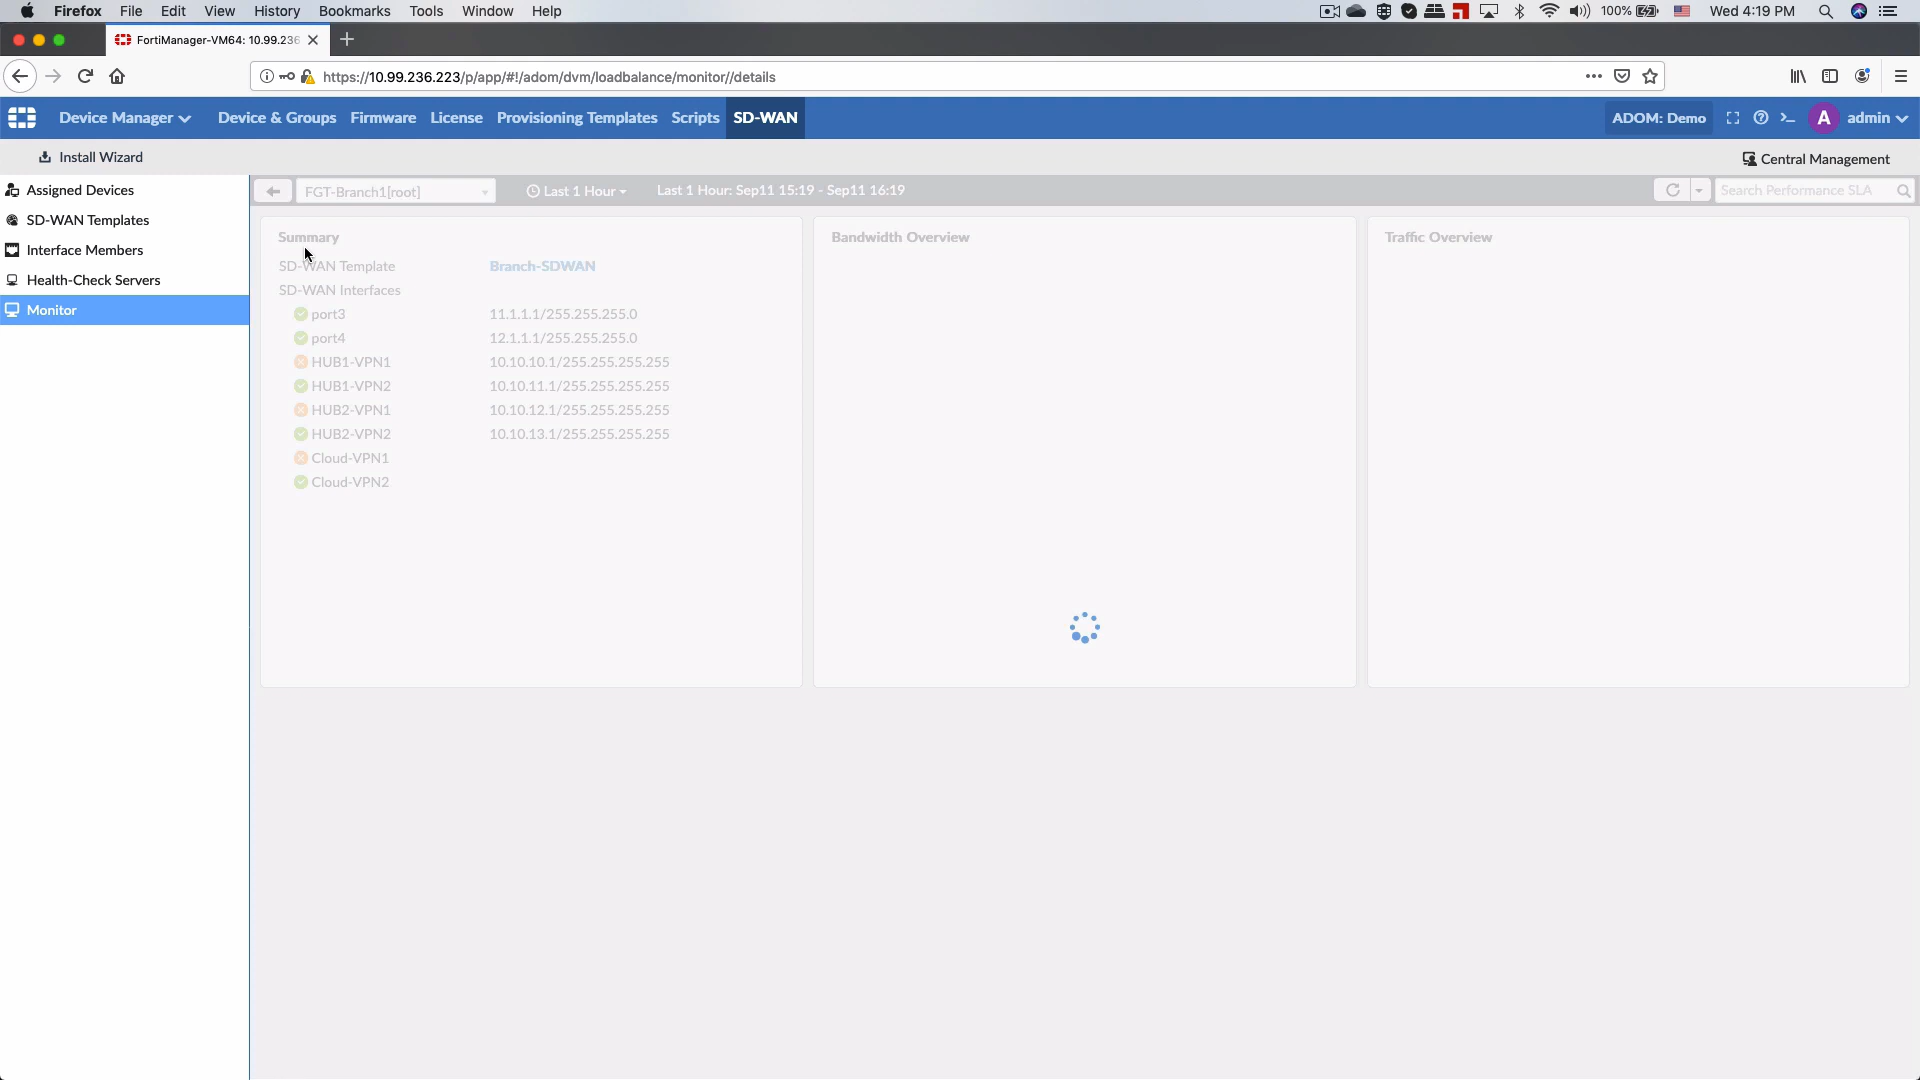 Firefox File Edit View History Bookmarks Tools Window Help 100% Wed 4:19 PM
FortiManager-VM64: 10.99.236
https://10.99.236.223/p/app/#!/adom/dvm/loadbalance/monitor//details
Device Manager Device & Groups Firmware License Provisioning Templates Scripts SD-WAN ADOM: Demo A admin
Install Wizard Central Management
Assigned Devices
SD-WAN Templates
Interface Members
Health-Check Servers
Monitor
FGT-Branch1[root] Last 1 Hour Last 1 Hour: Sep11 15:19 - Sep11 16:19 Search Performance SLA
Summary
SD-WAN Template Branch-SDWAN
SD-WAN Interfaces
port3 11.1.1.1/255.255.255.0
port4 12.1.1.1/255.255.255.0
HUB1-VPN1 10.10.10.1/255.255.255.255
HUB1-VPN2 10.10.11.1/255.255.255.255
HUB2-VPN1 10.10.12.1/255.255.255.255
HUB2-VPN2 10.10.13.1/255.255.255.255
Cloud-VPN1
Cloud-VPN2
Bandwidth Overview
Traffic Overview